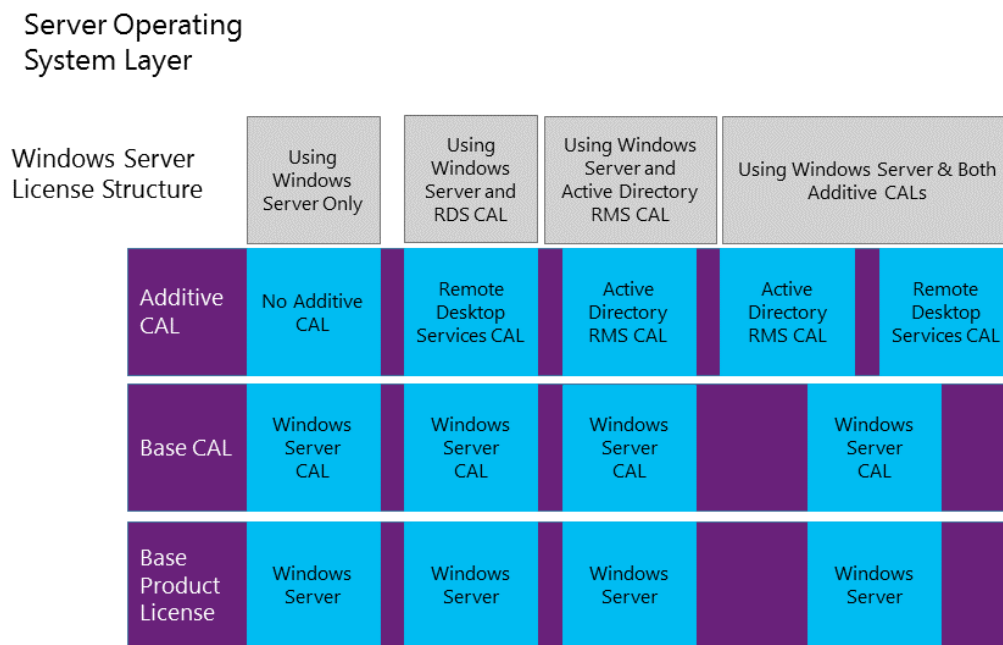 Server Operating
System Layer
Windows Server
License Structure
Using
Windows
Server Only
Using
Windows
Server and
RDS CAL
Using Windows
Server and
Active Directory
RMS CAL
Using Windows Server & Both
Additive CALs
Additive
CAL
No Additive
CAL
Remote
Desktop
Services CAL
Active
Directory
RMS CAL
Active
Directory
RMS CAL
Remote
Desktop
Services CAL
Base CAL
Windows
Server
CAL
Windows
Server
CAL
Windows
Server
CAL
Windows
Server
CAL
Base
Product
License
Windows
Server
Windows
Server
Windows
Server
Windows
Server